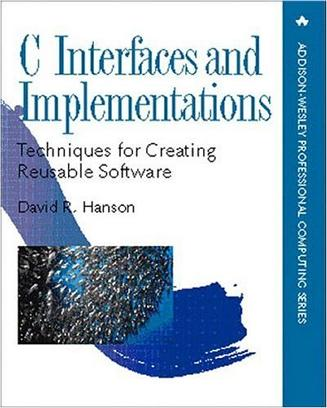 C Interfaces and
Implementations
Techniques for Creating
Reusable Software
David R. Hanson
ADDISON-WESLEY PROFESSIONAL COMPUTING SERIES